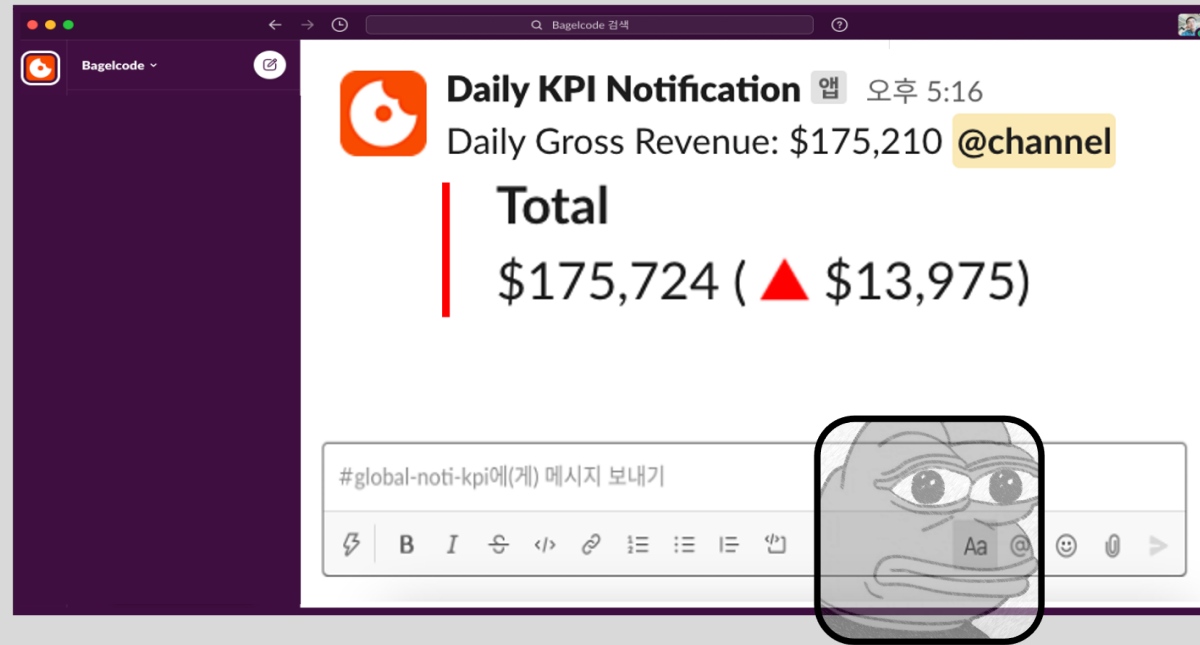 Bagelcode 검색
Bagelcode
Daily KPI Notification 앱 오후 5:16
Daily Gross Revenue: $175,210 @channel
Total
$175,724 (▲ $13,975)
#global-noti-kpi에(게) 메시지 보내기
B I S </> Aa @